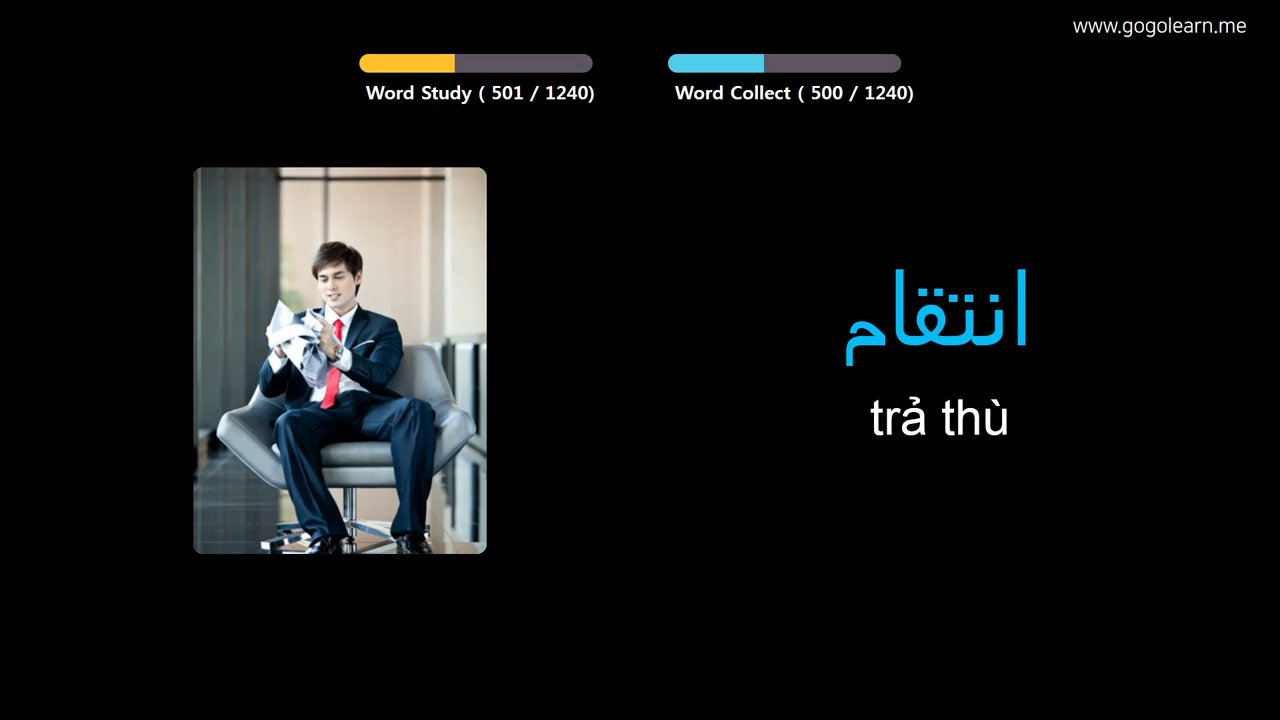 www.gogolearn.me
Word Study ( 501 / 1240)
Word Collect ( 500 / 1240)
انتقام
trả thù